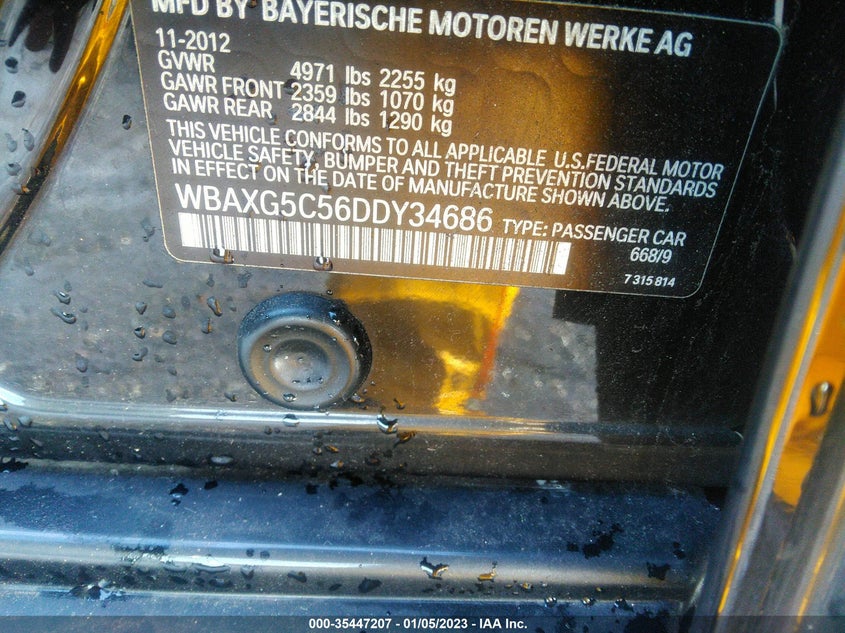 MFD BY BAYERISCHE MOTOREN WERKE AG
11-2012
GVWR 4971 lbs 2255 kg
GAWR FRONT 2359 lbs 1070 kg
GAWR REAR 2844 lbs 1290 kg
THIS VEHICLE CONFORMS TO ALL APPLICABLE U.S.FEDERAL MOTOR
VEHICLE SAFETY, BUMPER AND THEFT PREVENTION STANDARDS
IN EFFECT ON THE DATE OF MANUFACTURE SHOWN ABOVE.
WBAXG5C56DDY34686 TYPE: PASSENGER CAR
668/9
7 315 814
000-35447207 - 01/05/2023 - IAA Inc.